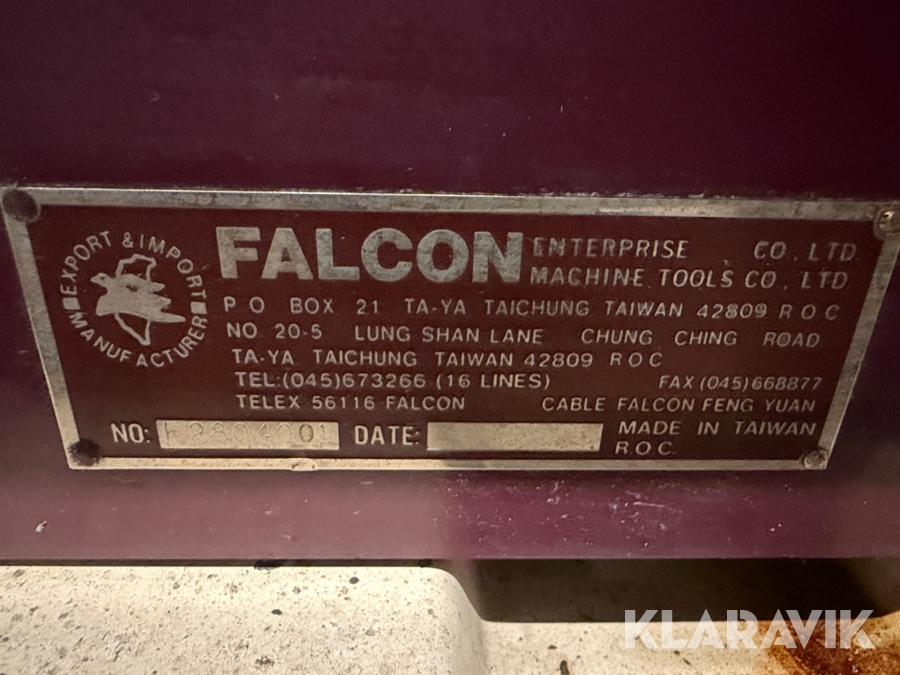 EXPORT & IMPORT
MANUFACTURER
FALCON ENTERPRISE CO., LTD.
MACHINE TOOLS CO., LTD.
P O BOX 21 TA-YA TAICHUNG TAIWAN 42809 R O C
NO 20-5 LUNG SHAN LANE CHUNG CHING ROAD
TA-YA TAICHUNG TAIWAN 42809 R O C
TEL:(045)673266 (16 LINES) FAX (045)668877
TELEX 56116 FALCON CABLE FALCON FENG YUAN
NO: DATE: MADE IN TAIWAN
R.O.C.
KLARAVIK